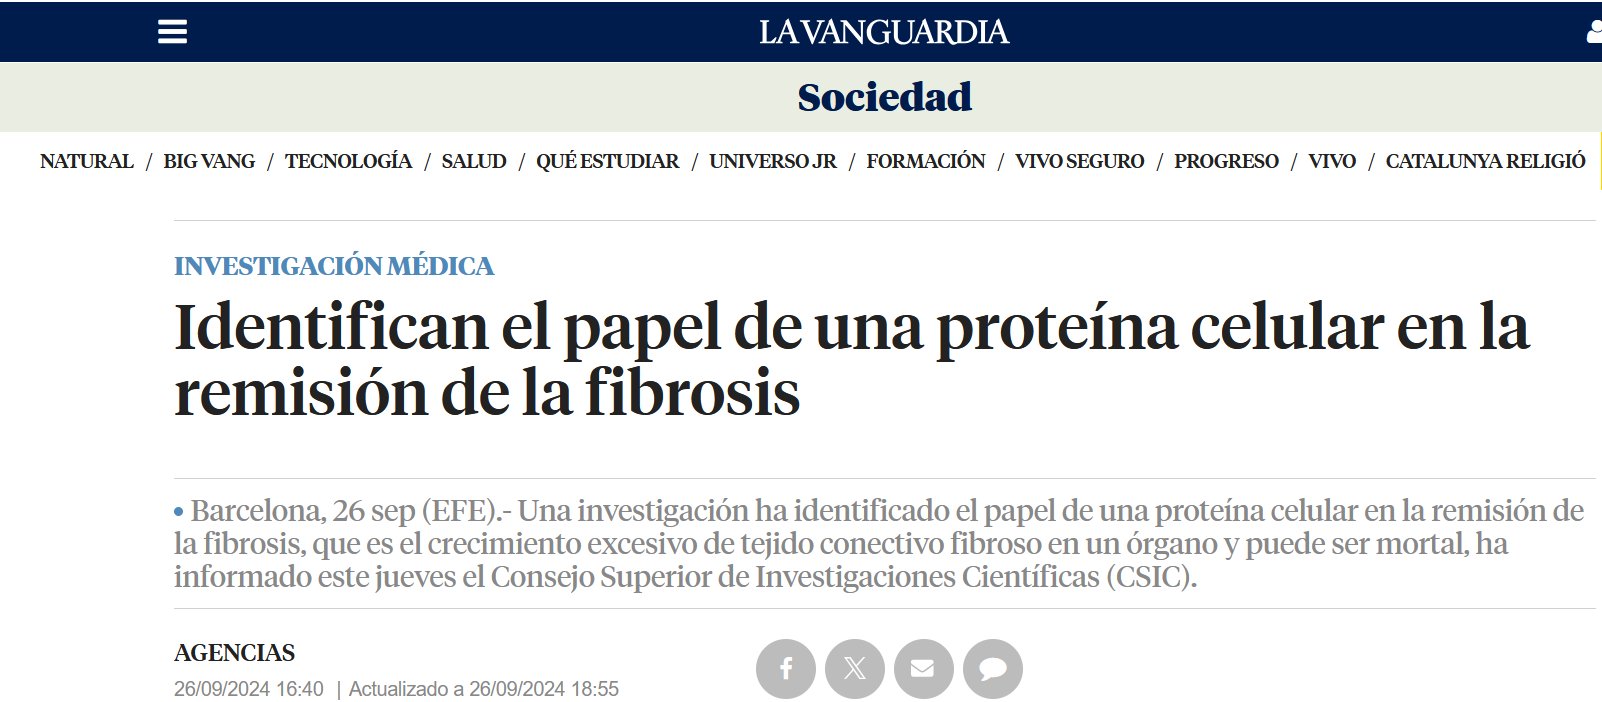 LA VANGUARDIA
Sociedad
NATURAL / BIG VANG / TECNOLOGÍA / SALUD / QUÉ ESTUDIAR / UNIVERSO JR / FORMACIÓN / VIVO SEGURO / PROGRESO / VIVO / CATALUNYA RELIGIÓ
INVESTIGACIÓN MÉDICA
Identifican el papel de una proteína celular en la
remisión de la fibrosis
• Barcelona, 26 sep (EFE).- Una investigación ha identificado el papel de una proteína celular en la remisión de
la fibrosis, que es el crecimiento excesivo de tejido conectivo fibroso en un órgano y puede ser mortal, ha
informado este jueves el Consejo Superior de Investigaciones Científicas (CSIC).
AGENCIAS
26/09/2024 16:40 | Actualizado a 26/09/2024 18:55